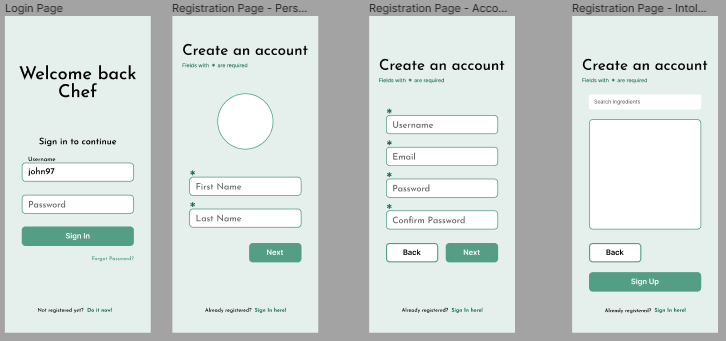 Login Page
Welcome back
Chef
Sign in to continue
Username
john97
Password
Sign In
Forgot Password?
Not registered yet? Do it now!
Registration Page - Pers...
Create an account
Fields with * are required
*
First Name
*
Last Name
Next
Already registered? Sign In here!
Registration Page - Acco...
Create an account
Fields with * are required
*
Username
*
Email
*
Password
*
Confirm Password
Back
Next
Already registered? Sign In here!
Registration Page - Intol...
Create an account
Fields with * are required
Search ingredients
Back
Sign Up
Already registered? Sign In here!